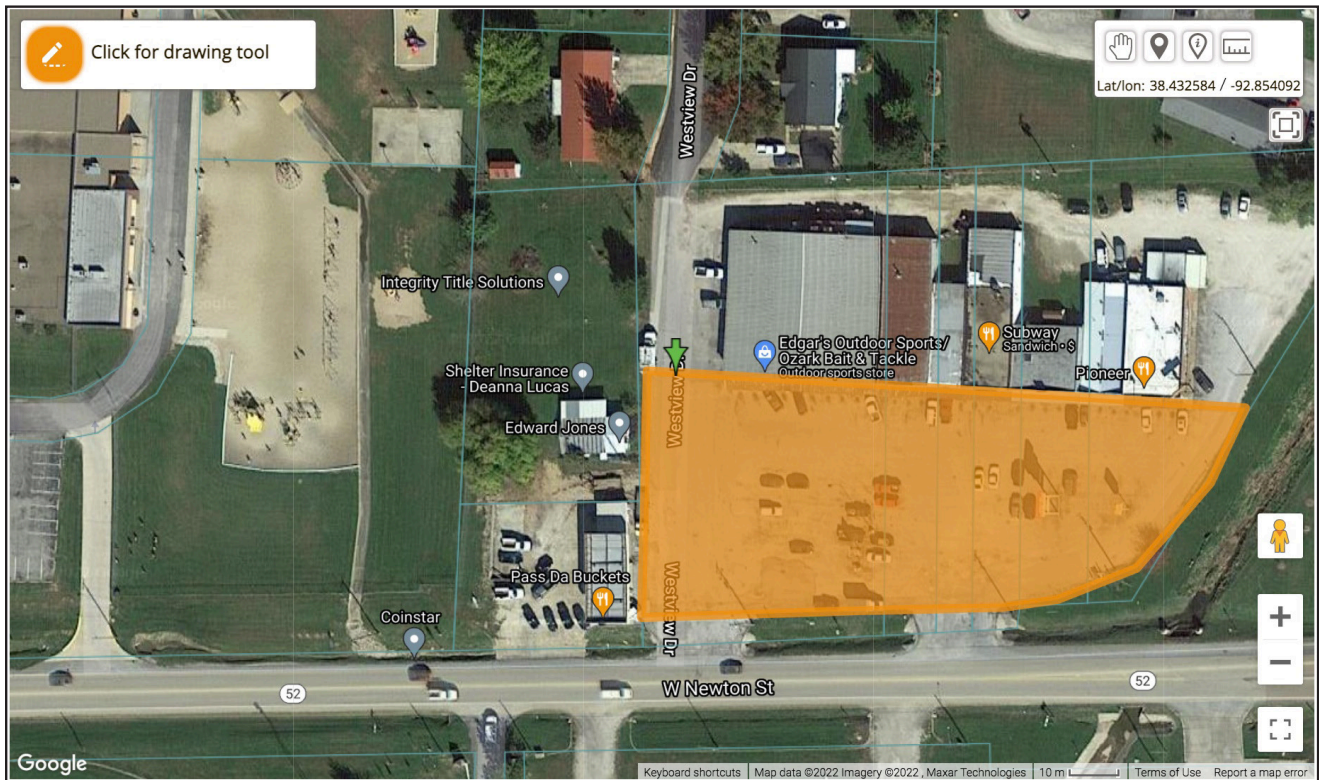 Click for drawing tool
Lat/lon: 38.432584 / -92.854092
Westview Dr
Integrity Title Solutions
Edgar's Outdoor Sports/
Ozark Bait & Tackle
Outdoor sports store
Subway
Sandwich • $
Pioneer
Shelter Insurance
- Deanna Lucas
Westview
Edward Jones
Pass Da Buckets
Westview Dr
Coinstar
52
W Newton St
52
Google
Keyboard shortcuts
Map data ©2022 Imagery ©2022 , Maxar Technologies
10 m
Terms of Use
Report a map error